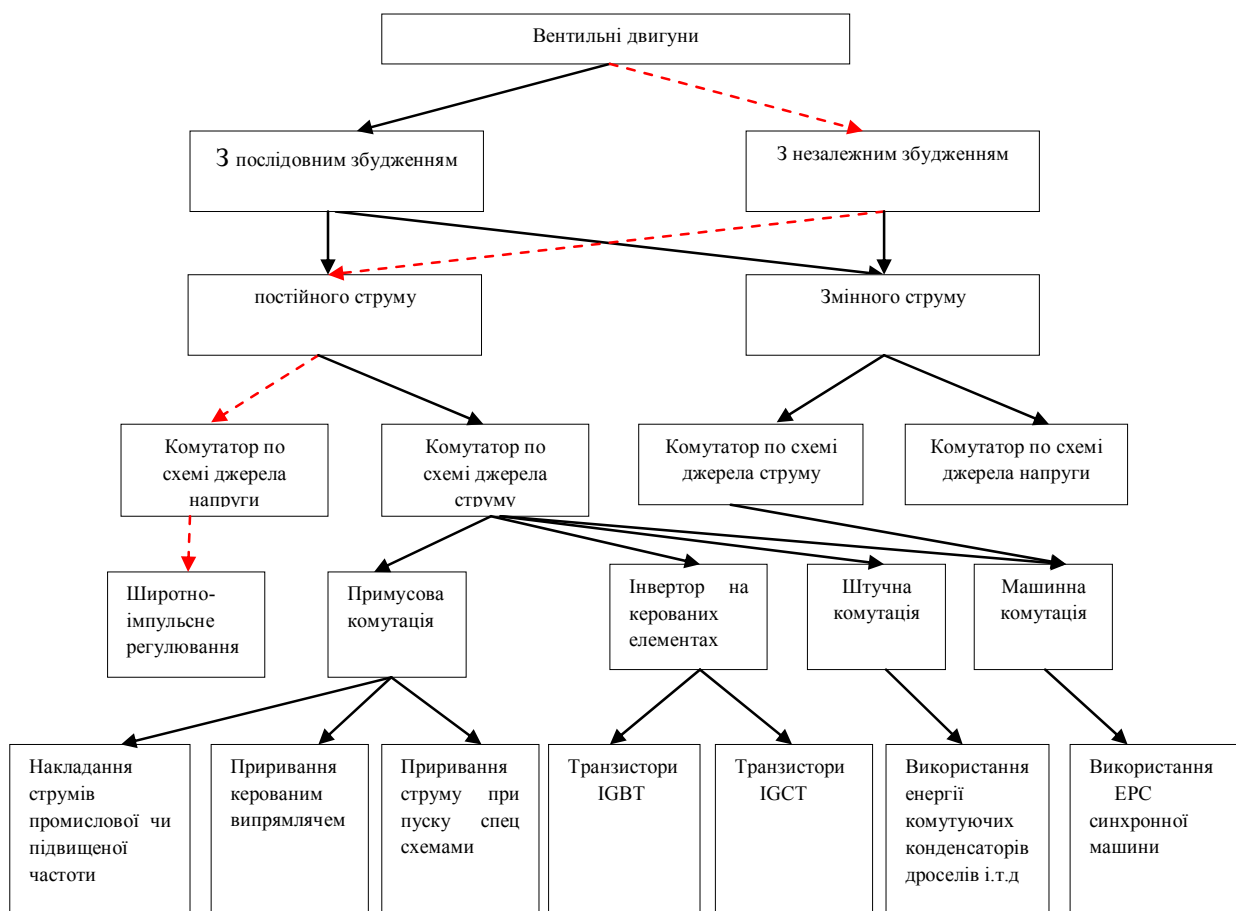 Вентильні двигуни
З послідовним збудженням
З незалежним збудженням
постійного струму
Змінного струму
Комутатор по
схемі джерела
напруги
Комутатор по
схемі джерела
струму
Комутатор по схемі
джерела струму
Комутатор по схемі
джерела напруги
Широтно-
імпульсне
регулювання
Примусова
комутація
Інвертор на
керованих
елементах
Штучна
комутація
Машинна
комутація
Накладання
струмів
промислової чи
підвищеної
частоти
Приривання
керованим
випрямлячем
Приривання
струму при
пуску спец
схемами
Транзистори
IGBT
Транзистори
IGCT
Використання
енергії
комутуючих
конденсаторів
дроселів і.т.д
Використання
ЕРС
синхронної
машини